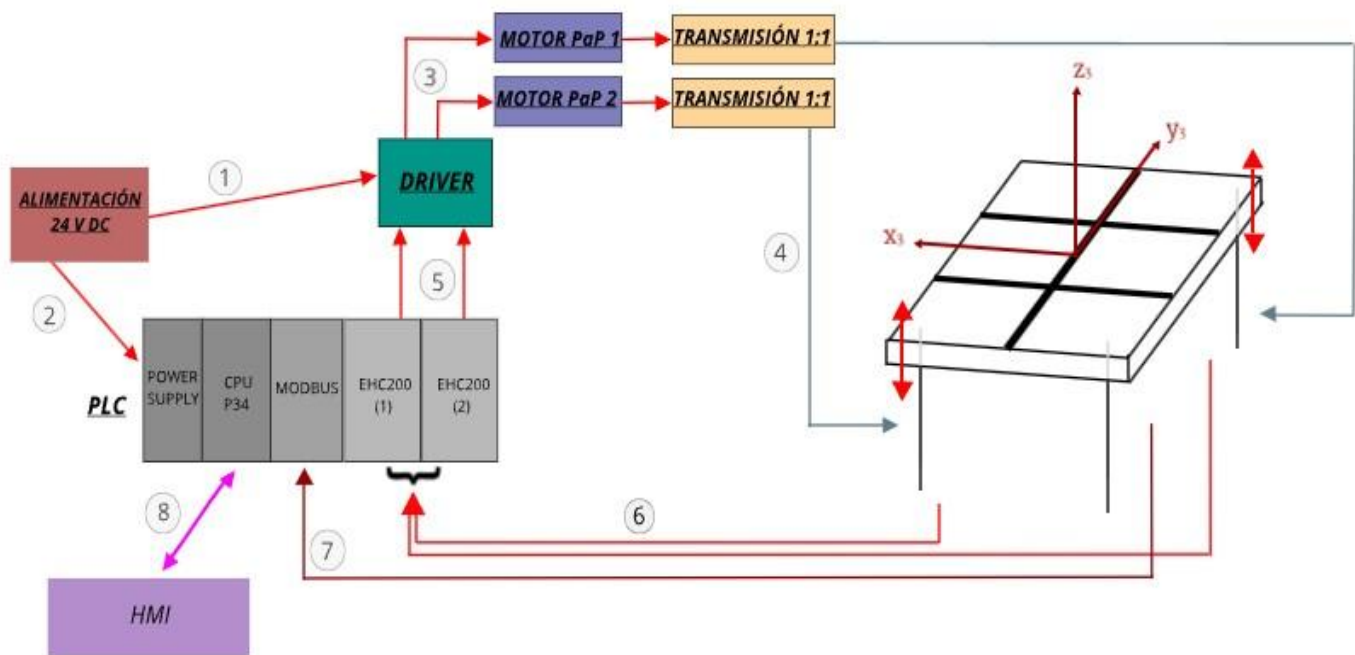 MOTOR PaP 1
TRANSMISIÓN 1:1
3
MOTOR PaP 2
TRANSMISIÓN 1:1
z₃
y₃
1
DRIVER
ALIMENTACIÓN
24 V DC
x₃
4
2
5
PLC
POWER
SUPPLY
CPU
P34
MODBUS
EHC200
(1)
EHC200
(2)
8
6
7
HMI